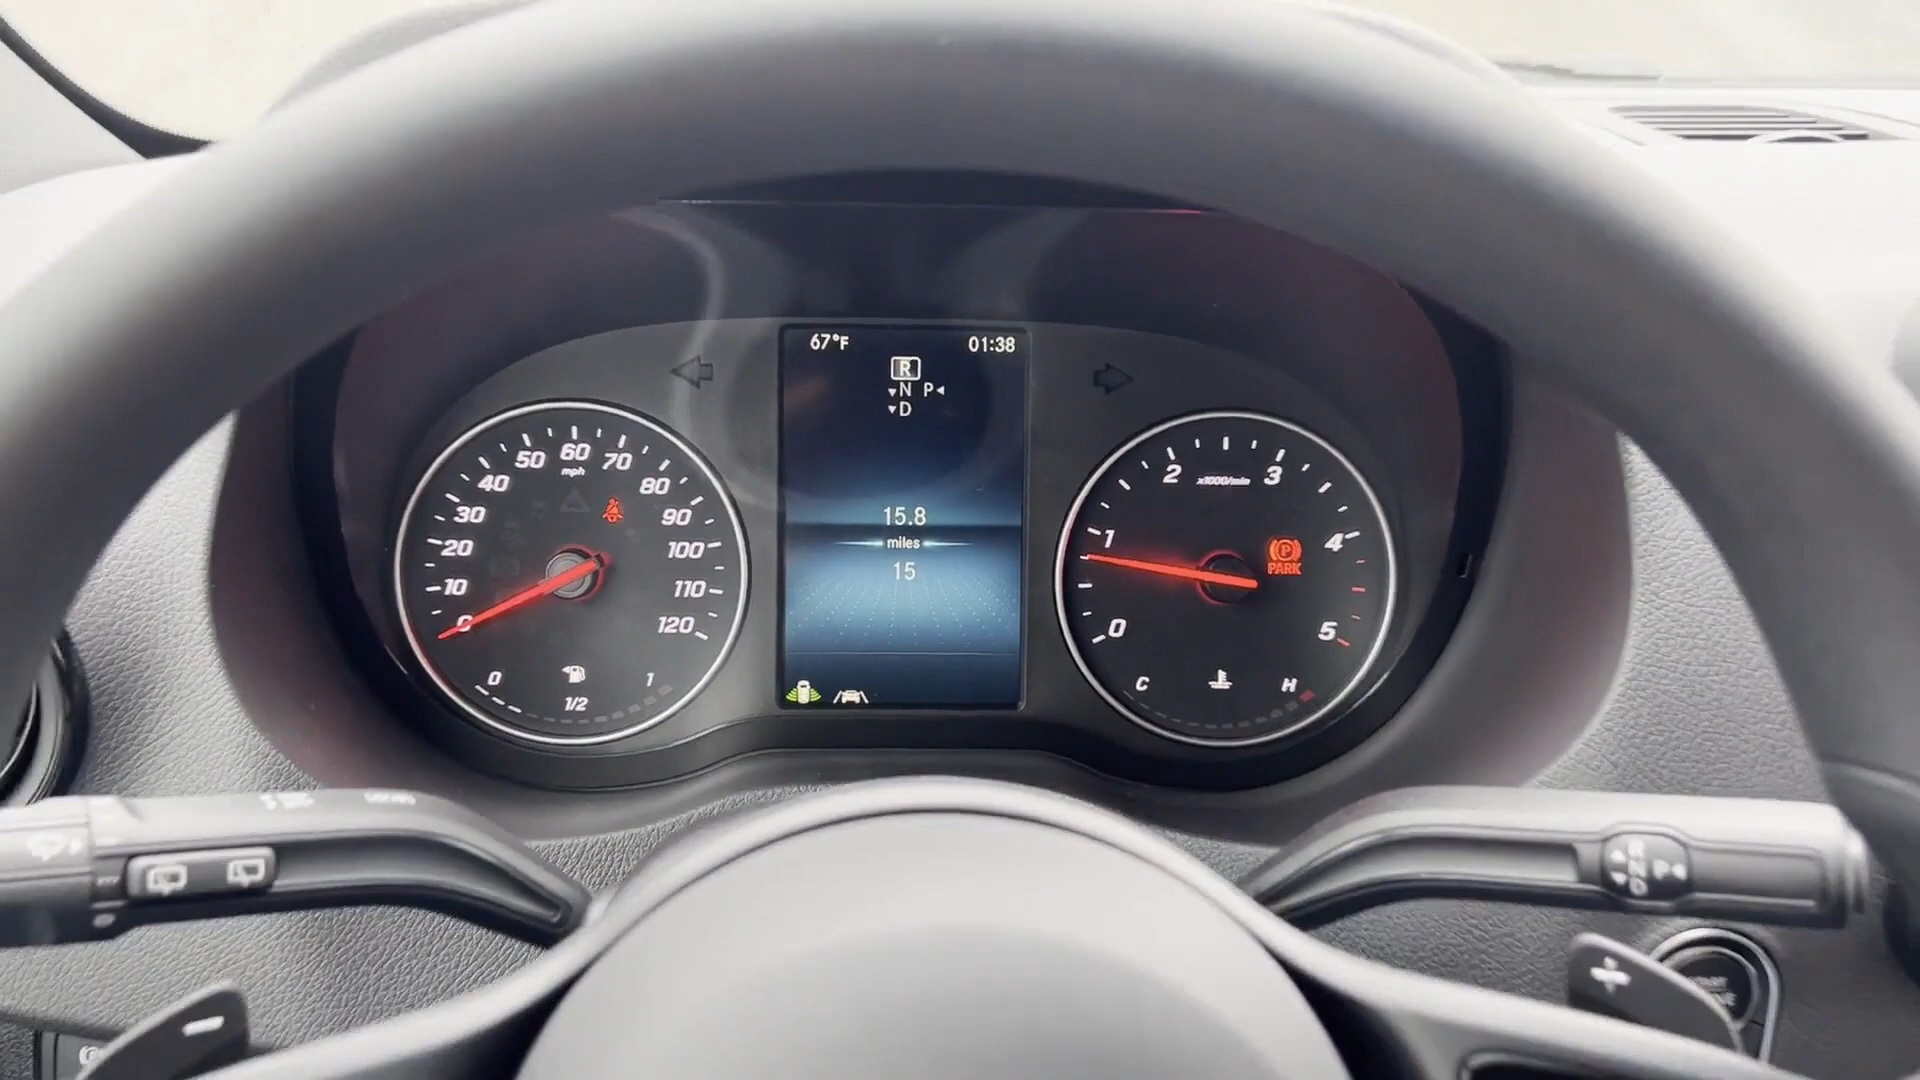 67°F 01:38
R
N P
D
15.8
miles
15
0 10 20 30 40 50 60 70 80 90 100 110 120
mph
0 1/2 1
0 1 2 3 4 5
x1000/min
P
PARK
C H
R
N P
D